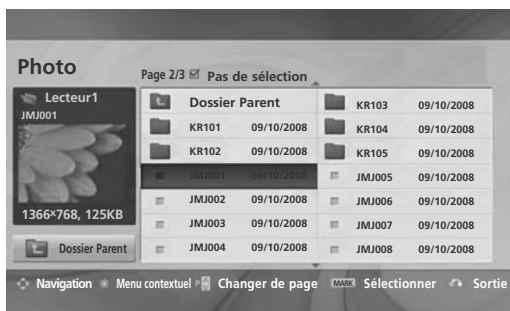 Photo
Page 2/3 Pas de sélection
Lecteur1
JMJ001
1366×768, 125KB
Dossier Parent
Dossier Parent
KR101 09/10/2008
KR102 09/10/2008
JMJ001 09/10/2008
JMJ002 09/10/2008
JMJ003 09/10/2008
JMJ004 09/10/2008
KR103 09/10/2008
KR104 09/10/2008
KR105 09/10/2008
JMJ005 09/10/2008
JMJ006 09/10/2008
JMJ007 09/10/2008
JMJ008 09/10/2008
Navigation Menu contextuel P Changer de page MARK Sélectionner Sortie